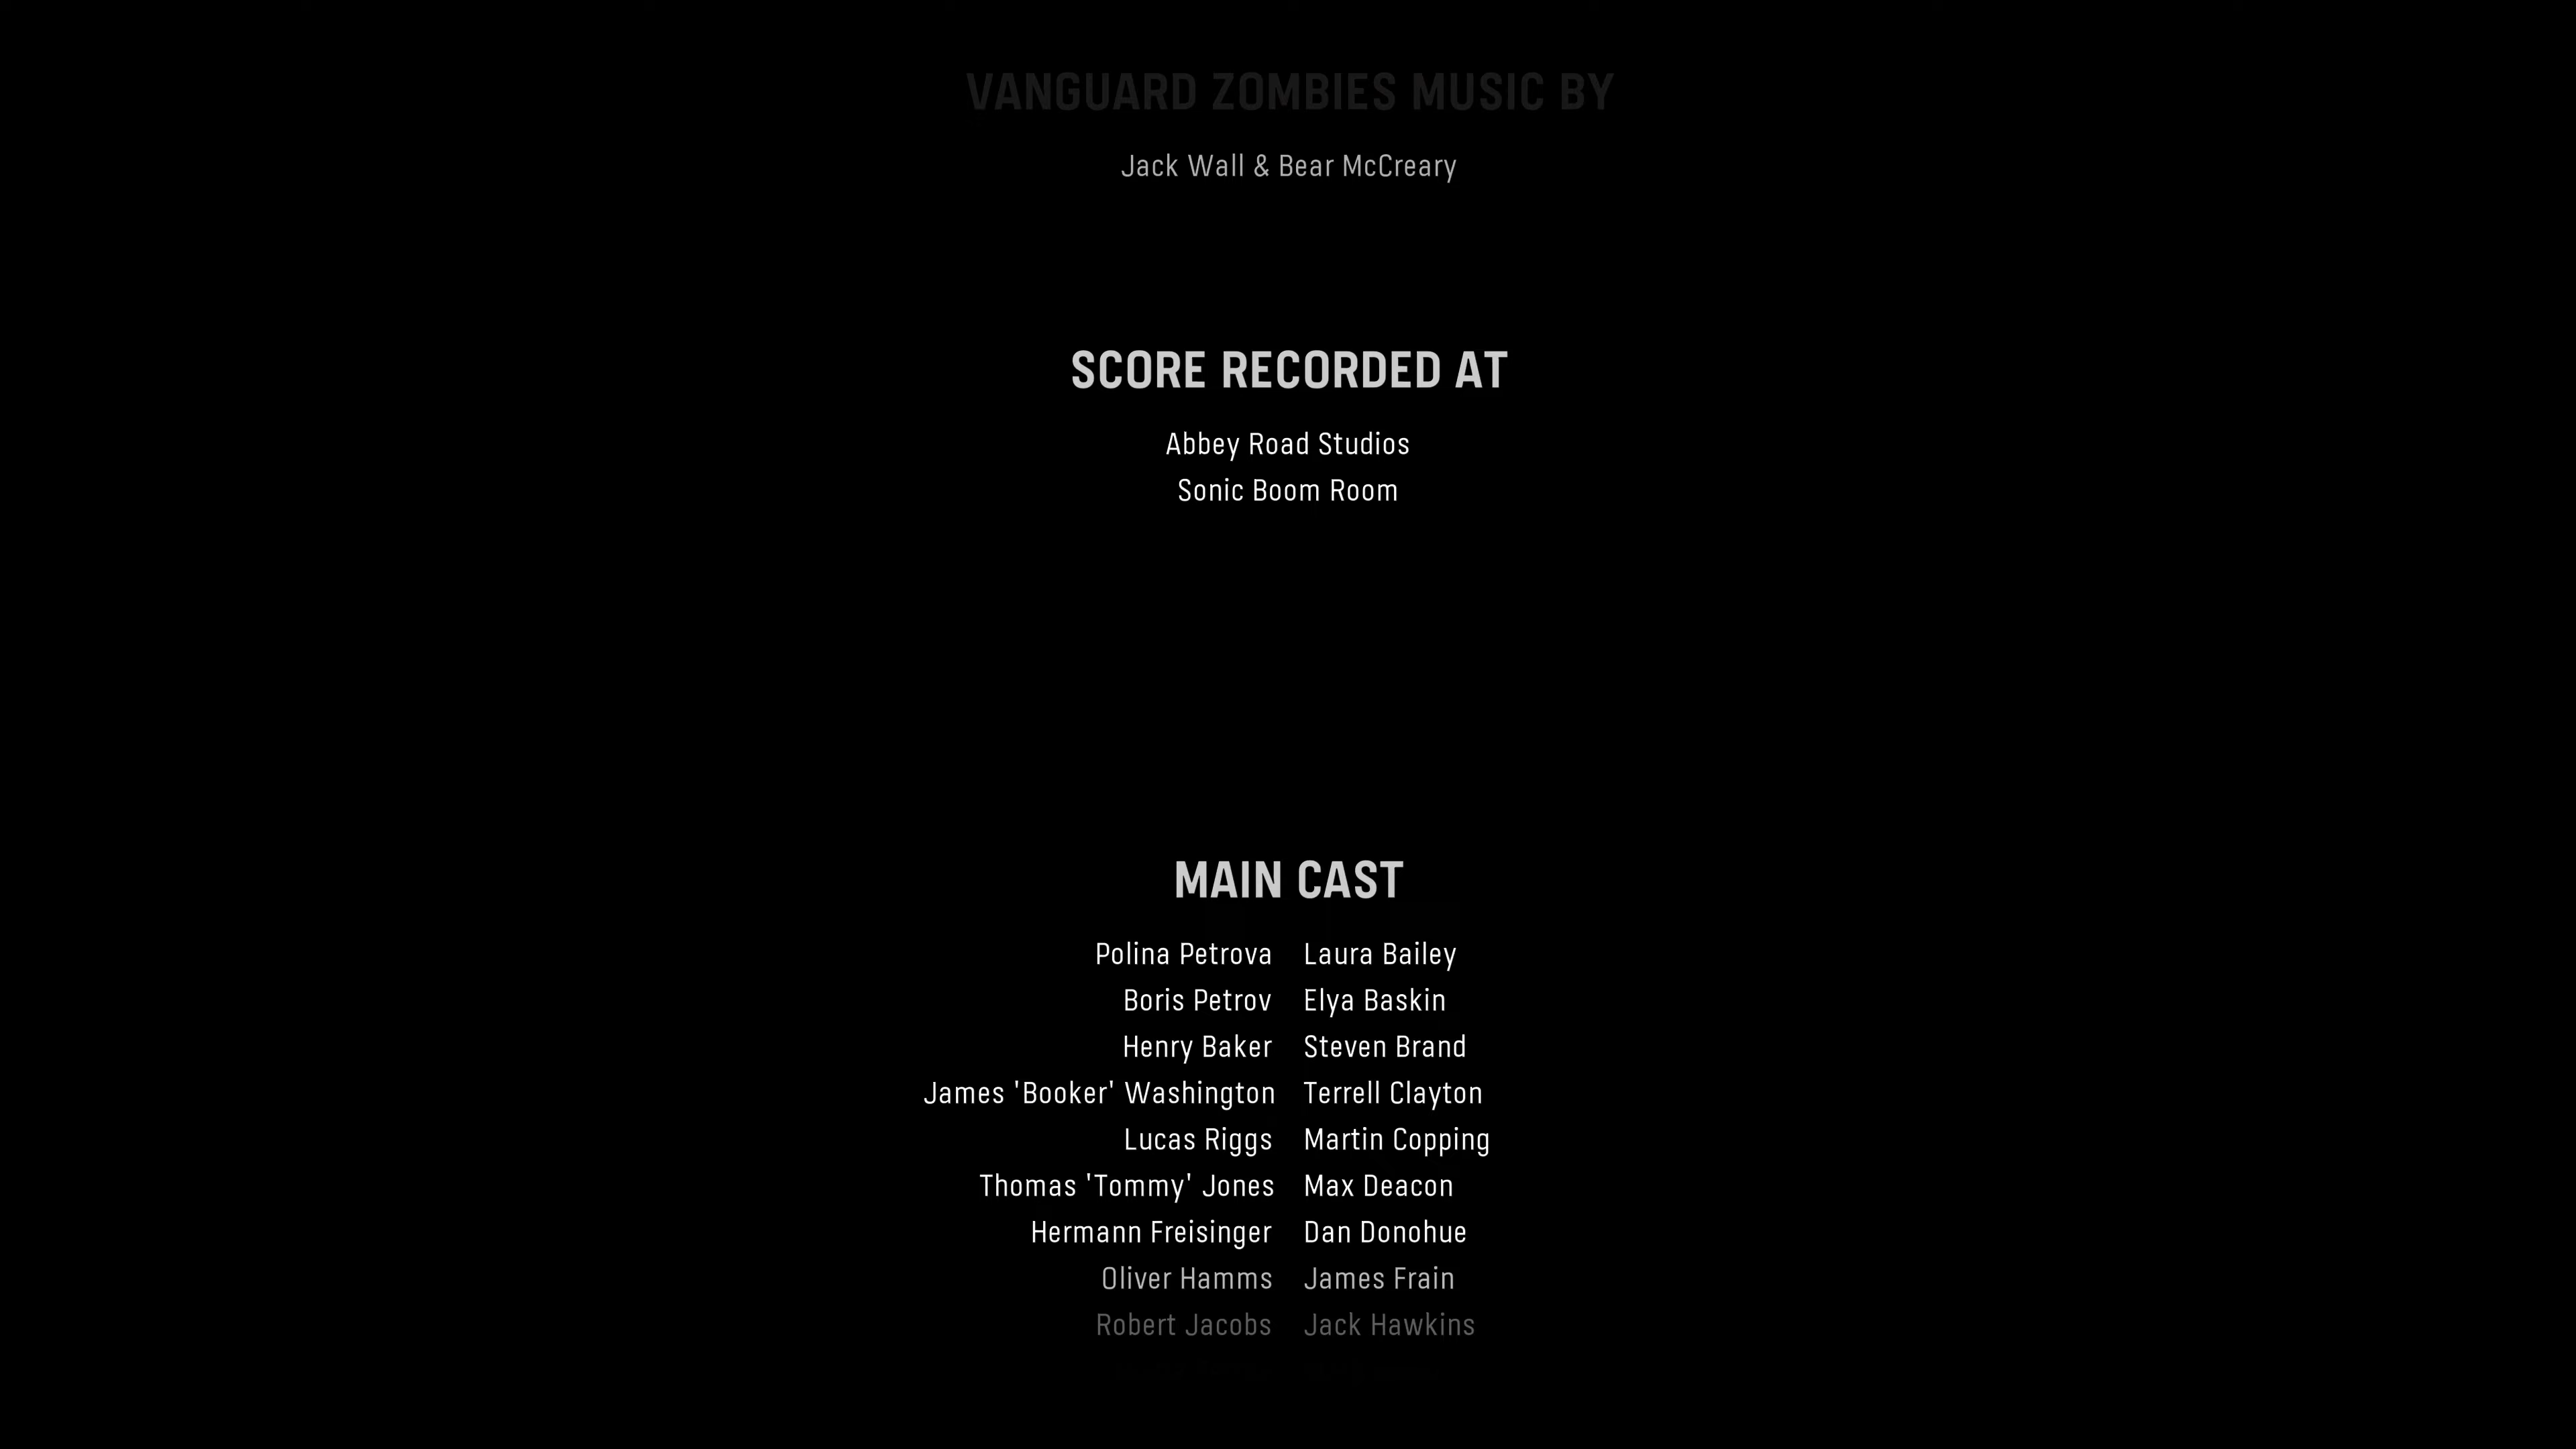 VANGUARD ZOMBIES MUSIC BY
Jack Wall & Bear McCreary
SCORE RECORDED AT
Abbey Road Studios
Sonic Boom Room
MAIN CAST
Polina Petrova Laura Bailey
Boris Petrov Elya Baskin
Henry Baker Steven Brand
James 'Booker' Washington Terrell Clayton
Lucas Riggs Martin Copping
Thomas 'Tommy' Jones Max Deacon
Hermann Freisinger Dan Donohue
Oliver Hamms James Frain
Robert Jacobs Jack Hawkins